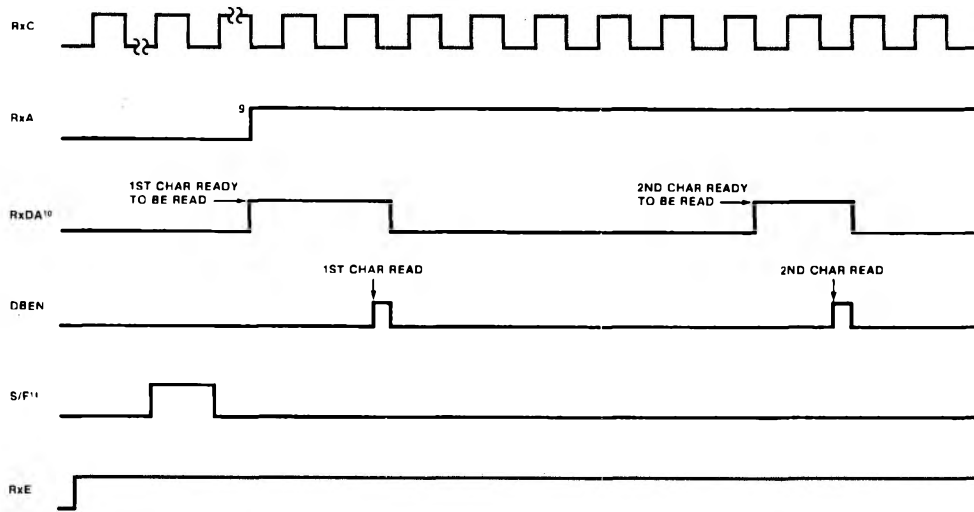 RxC
RxA
9
1ST CHAR READY
TO BE READ
2ND CHAR READY
TO BE READ
RxDA¹⁰
1ST CHAR READ
2ND CHAR READ
DBEN
S/F¹¹
RxE